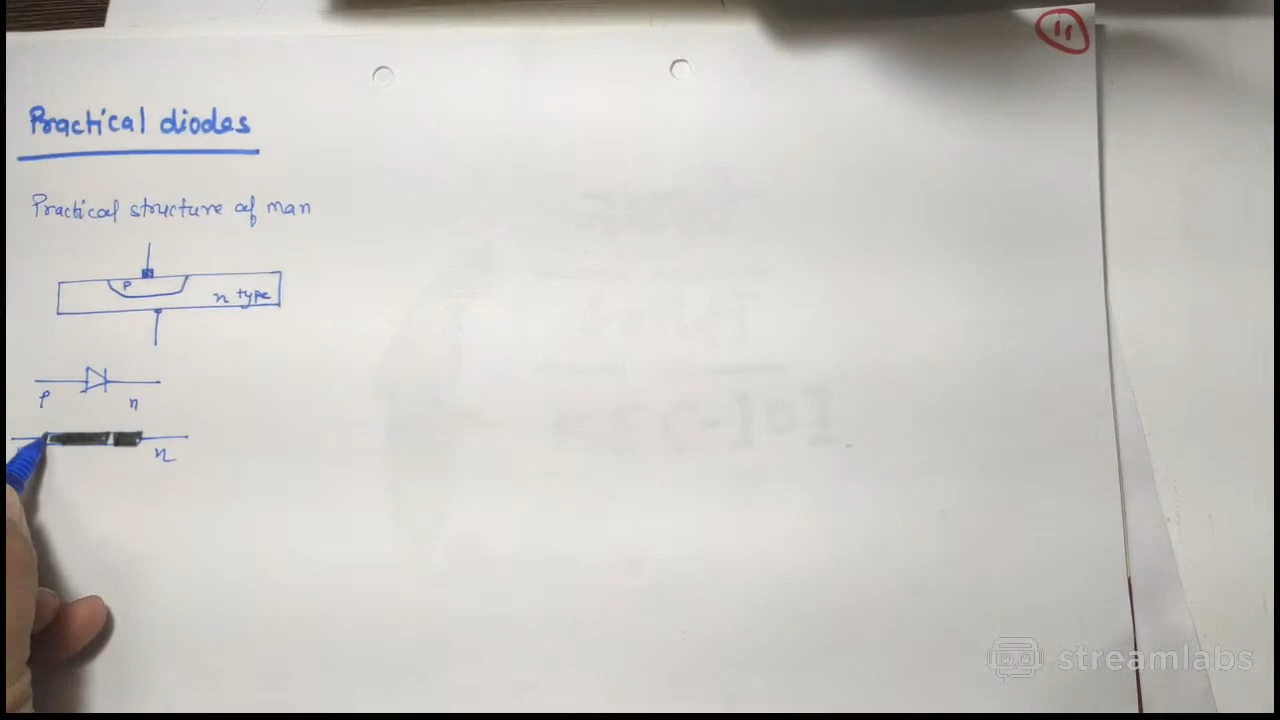 11
Practical diodes
Practical structure of man
P
n type
P n
n
streamlabs